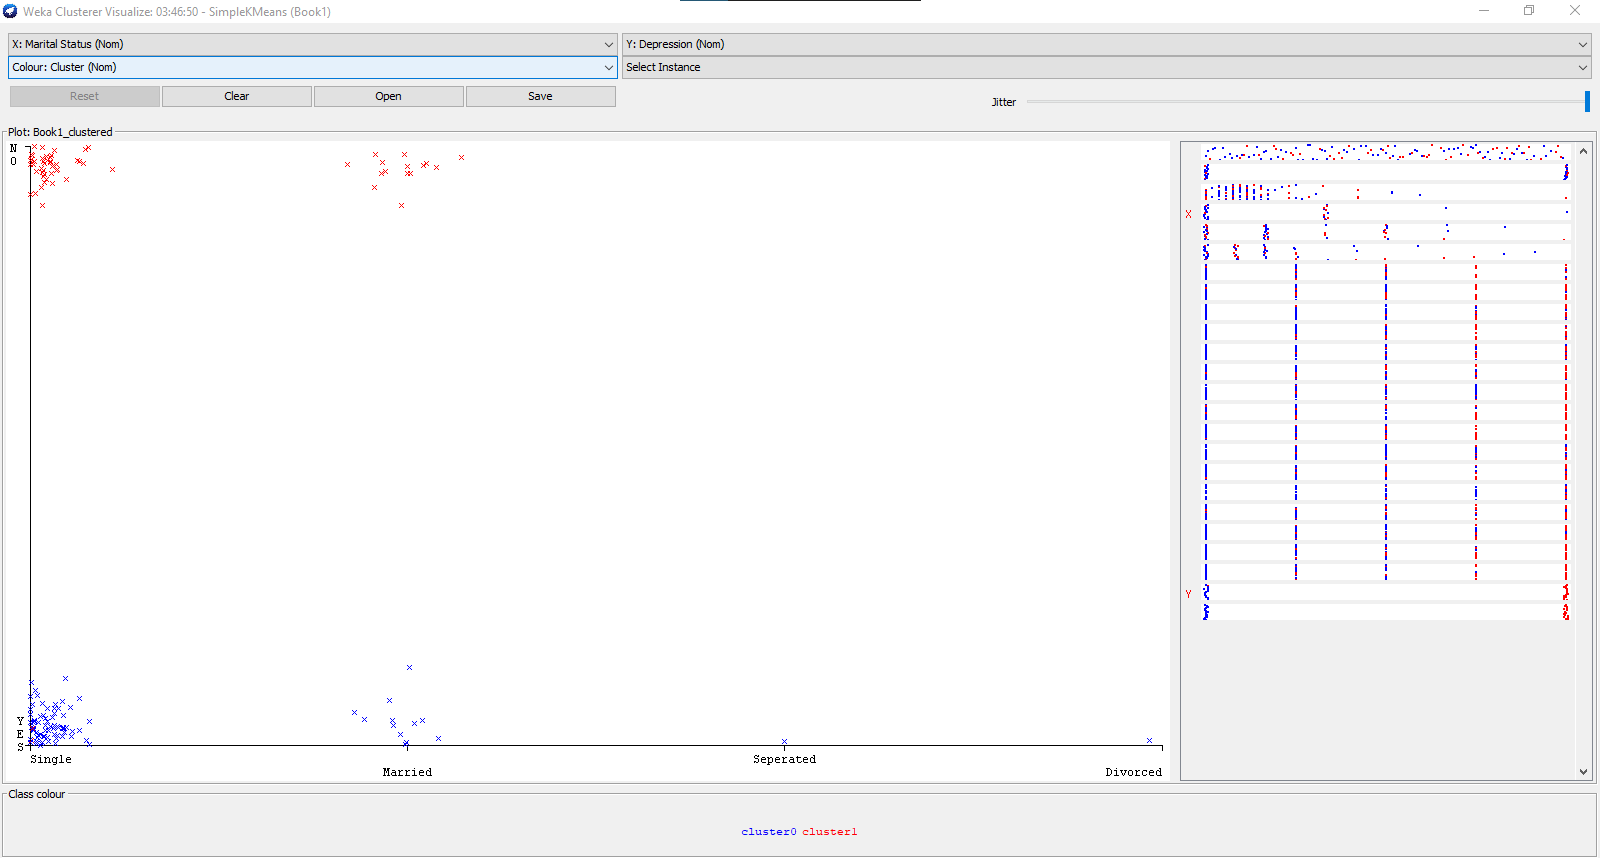 Weka Clusterer Visualize: 03:46:50 - SimpleKMeans (Book1)
X: Marital Status (Nom)
Y: Depression (Nom)
Colour: Cluster (Nom)
Select Instance
Reset
Clear
Open
Save
Jitter
Plot: Book1_clustered
N
O
Y
E
S
Single
Married
Seperated
Divorced
X
Y
Class colour
cluster0 cluster1